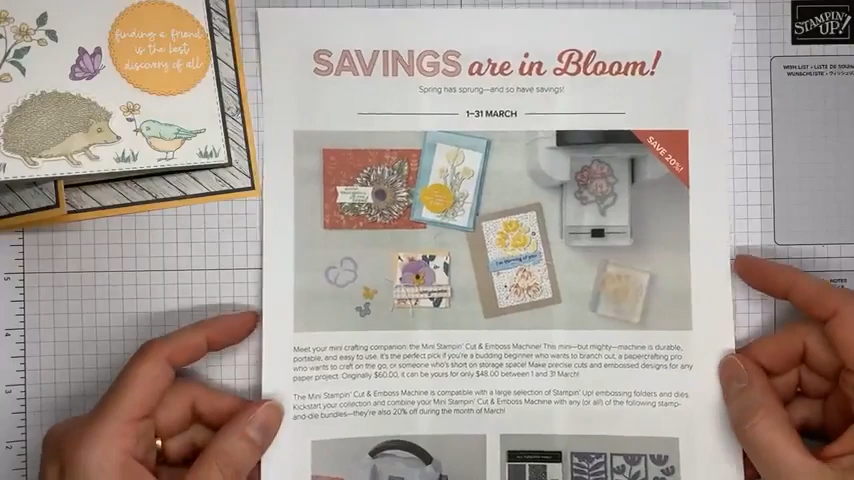 finding a friend
is the best
discovery of all
STAMPIN' UP!
SAVINGS are in Bloom!
Spring has sprung—and so have savings!
1–31 MARCH
SAVE 20%!
I'm thinking of you
Meet your mini crafting companion: the Mini Stampin' Cut & Emboss Machine! This mini—but mighty—machine is durable,
portable, and easy to use. It's the perfect pick if you're a budding beginner who wants to branch out, a papercrafting pro
who wants to craft on the go, or someone who's short on storage space! Make precise cuts and embossed designs for any
paper project. Originally $60.00, it can be yours for only $48.00 between 1 and 31 March!
The Mini Stampin' Cut & Emboss Machine is compatible with a large selection of Stampin' Up! embossing folders and dies.
Kickstart your collection and combine your Mini Stampin' Cut & Emboss Machine with any (or all) of the following stamp-
and-die bundles—they're also 20% off during the month of March!
5
4
3
2